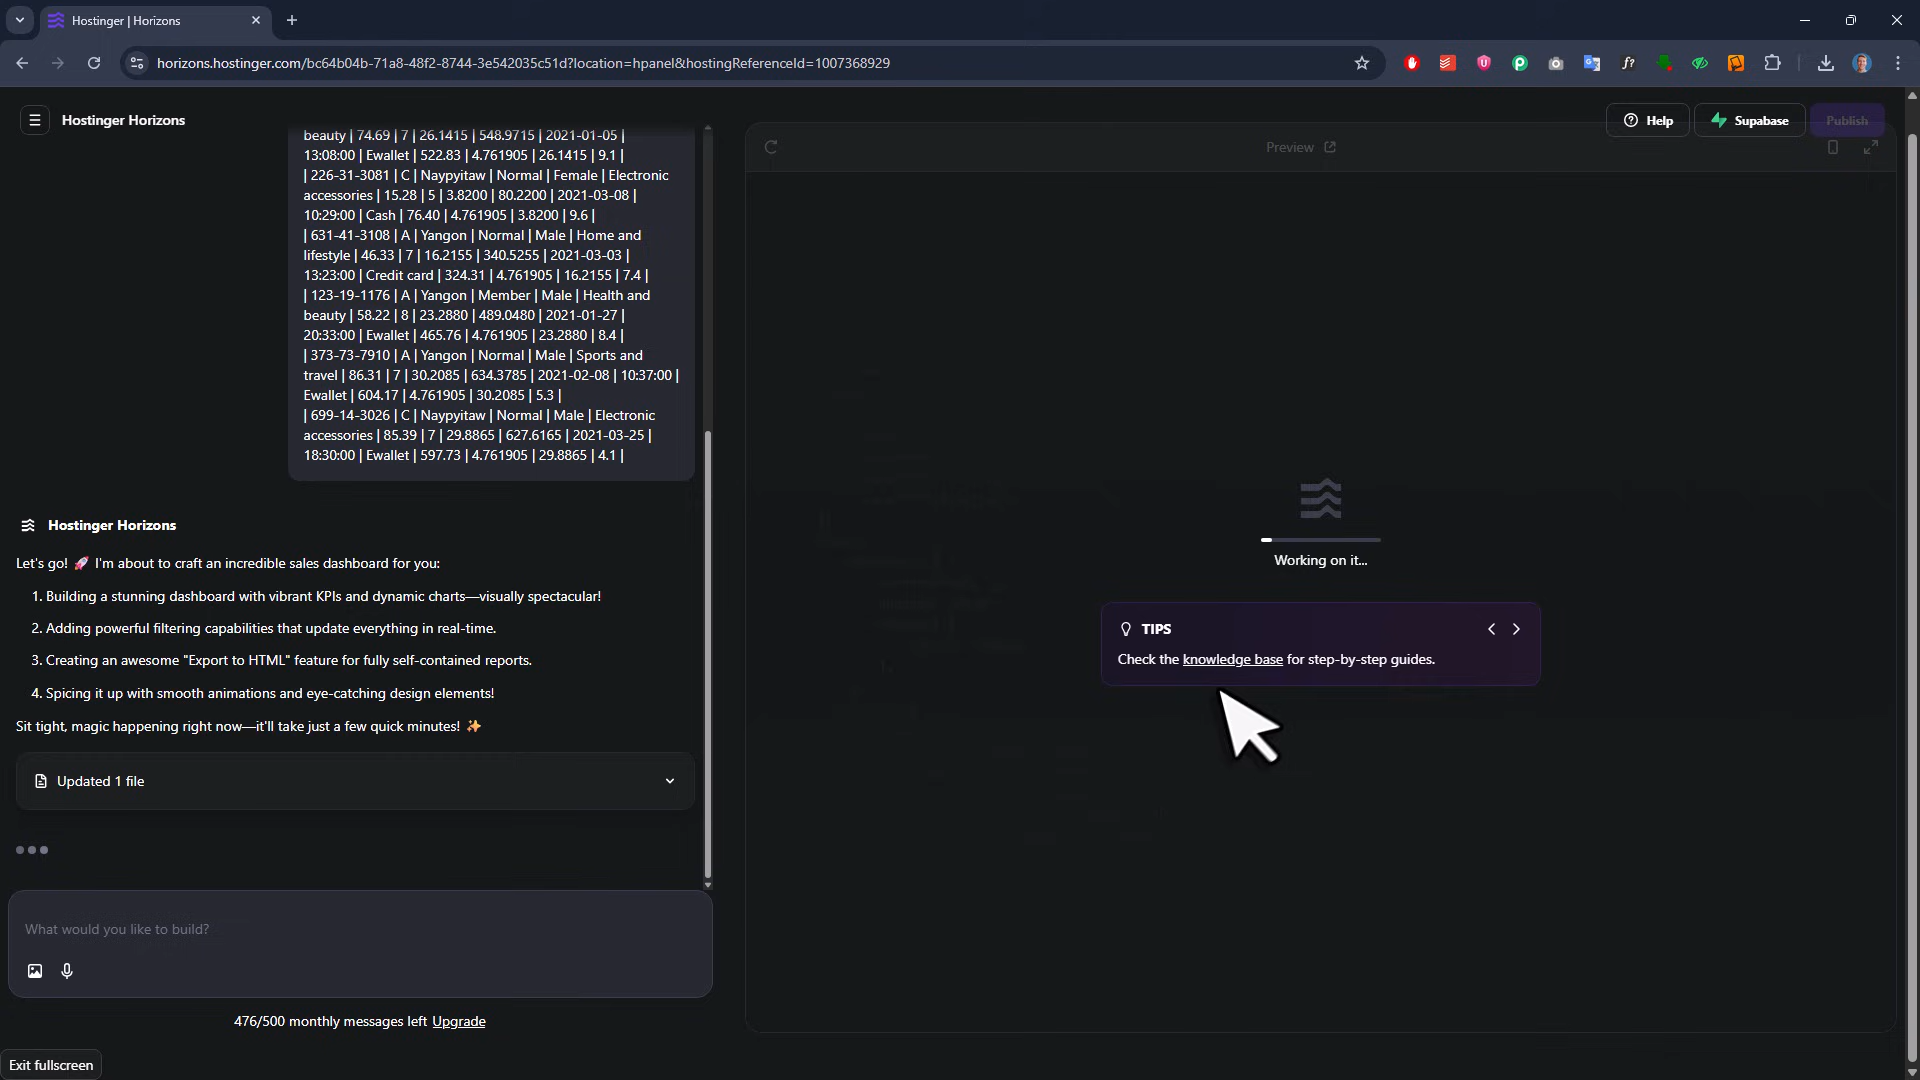 Hostinger | Horizons
horizons.hostinger.com/bc64b04b-71a8-48f2-8744-3e542035c51d?location=hpanel&hostingReferenceId=1007368929
Hostinger Horizons
Help
Supabase
Publish
beauty | 74.69 | 7 | 26.1415 | 548.9715 | 2021-01-05 |
13:08:00 | Ewallet | 522.83 | 4.761905 | 26.1415 | 9.1 |
| 226-31-3081 | C | Naypyitaw | Normal | Female | Electronic
accessories | 15.28 | 5 | 3.8200 | 80.2200 | 2021-03-08 |
10:29:00 | Cash | 76.40 | 4.761905 | 3.8200 | 9.6 |
| 631-41-3108 | A | Yangon | Normal | Male | Home and
lifestyle | 46.33 | 7 | 16.2155 | 340.5255 | 2021-03-03 |
13:23:00 | Credit card | 324.31 | 4.761905 | 16.2155 | 7.4 |
| 123-19-1176 | A | Yangon | Member | Male | Health and
beauty | 58.22 | 8 | 23.2880 | 489.0480 | 2021-01-27 |
20:33:00 | Ewallet | 465.76 | 4.761905 | 23.2880 | 8.4 |
| 373-73-7910 | A | Yangon | Normal | Male | Sports and
travel | 86.31 | 7 | 30.2085 | 634.3785 | 2021-02-08 | 10:37:00 |
Ewallet | 604.17 | 4.761905 | 30.2085 | 5.3 |
| 699-14-3026 | C | Naypyitaw | Normal | Male | Electronic
accessories | 85.39 | 7 | 29.8865 | 627.6165 | 2021-03-25 |
18:30:00 | Ewallet | 597.73 | 4.761905 | 29.8865 | 4.1 |
Hostinger Horizons
Let's go! 🚀 I'm about to craft an incredible sales dashboard for you:
1. Building a stunning dashboard with vibrant KPIs and dynamic charts—visually spectacular!
2. Adding powerful filtering capabilities that update everything in real-time.
3. Creating an awesome "Export to HTML" feature for fully self-contained reports.
4. Spicing it up with smooth animations and eye-catching design elements!
Sit tight, magic happening right now—it'll take just a few quick minutes! ✨
Updated 1 file
What would you like to build?
476/500 monthly messages left Upgrade
Exit fullscreen
Preview
Working on it...
TIPS
Check the knowledge base for step-by-step guides.